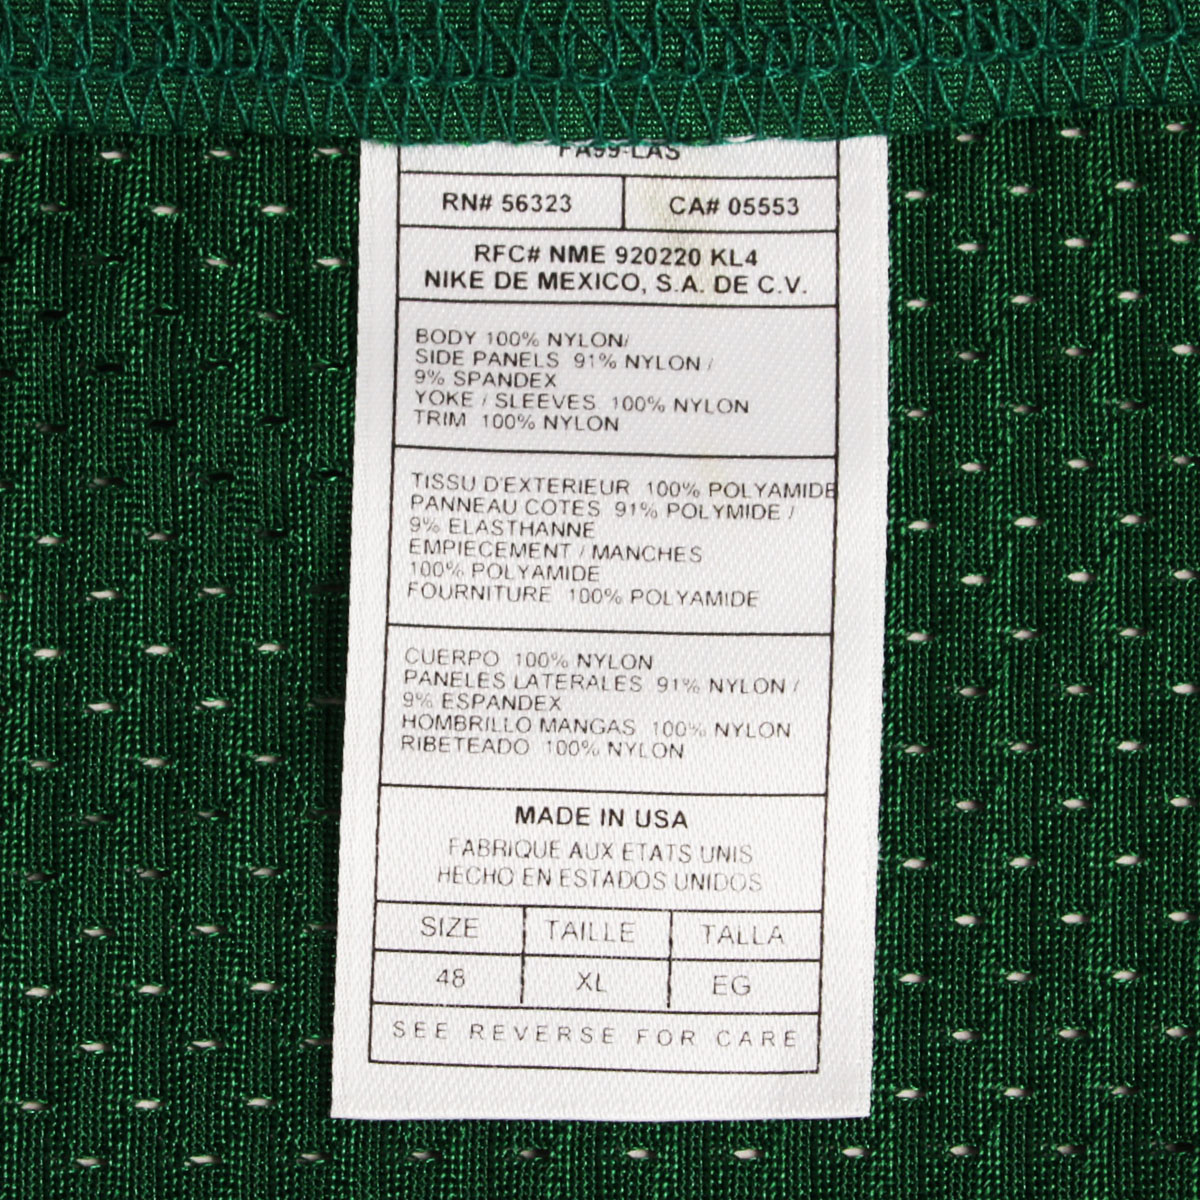 FA99-LAS
RN# 56323 CA# 05553
RFC# NME 920220 KL4
NIKE DE MEXICO, S.A. DE C.V.
BODY 100% NYLON/
SIDE PANELS 91% NYLON /
9% SPANDEX
YOKE / SLEEVES 100% NYLON
TRIM 100% NYLON
TISSU D'EXTERIEUR 100% POLYAMIDE
PANNEAU COTES 91% POLYMIDE /
9% ELASTHANNE
EMPIECEMENT / MANCHES
100% POLYAMIDE
FOURNITURE 100% POLYAMIDE
CUERPO 100% NYLON
PANELES LATERALES 91% NYLON /
9% ESPANDEX
HOMBRILLO MANGAS 100% NYLON
RIBETEADO 100% NYLON
MADE IN USA
FABRIQUE AUX ETATS UNIS
HECHO EN ESTADOS UNIDOS
SIZE TAILLE TALLA
48 XL EG
SEE REVERSE FOR CARE